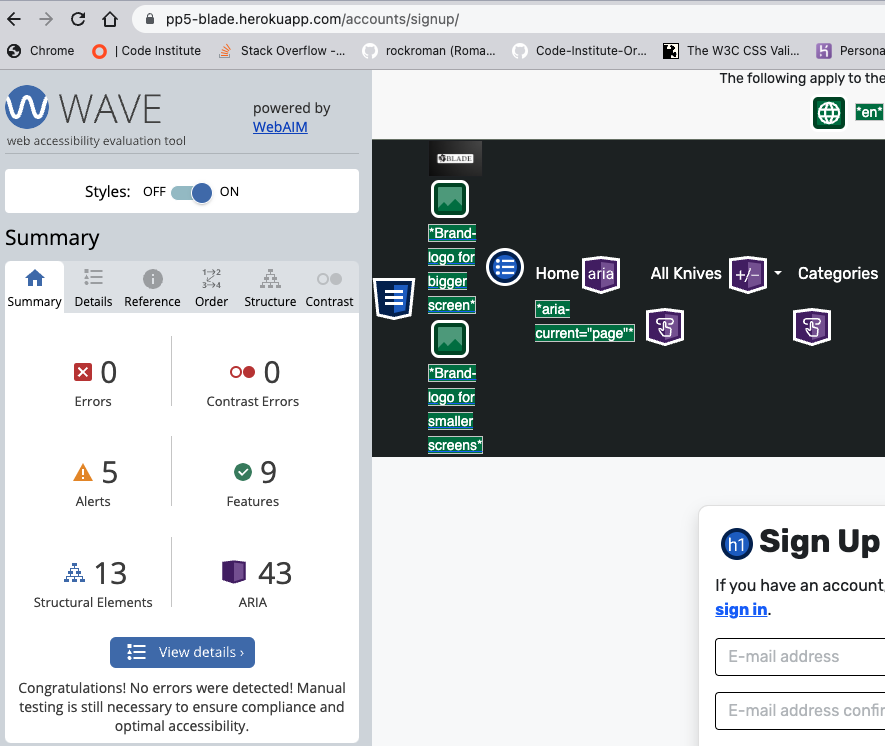 pp5-blade.herokuapp.com/accounts/signup/
Chrome | Code Institute Stack Overflow -... rockroman (Roma... Code-Institute-Or... The W3C CSS Vali... Persona
WAVE
web accessibility evaluation tool
powered by
WebAIM
Styles: OFF ON
Summary
Summary Details Reference Order Structure Contrast
0 0
Errors Contrast Errors
5 9
Alerts Features
13 43
Structural Elements ARIA
View details ›
Congratulations! No errors were detected! Manual
testing is still necessary to ensure compliance and
optimal accessibility.
The following apply to the
*en*
BLADE
*Brand-
logo for
bigger
screen*
*Brand-
logo for
smaller
screens*
Home aria All Knives +/− Categories
*aria-
current="page"*
h1 Sign Up
If you have an account,
sign in.
E-mail address
E-mail address confir